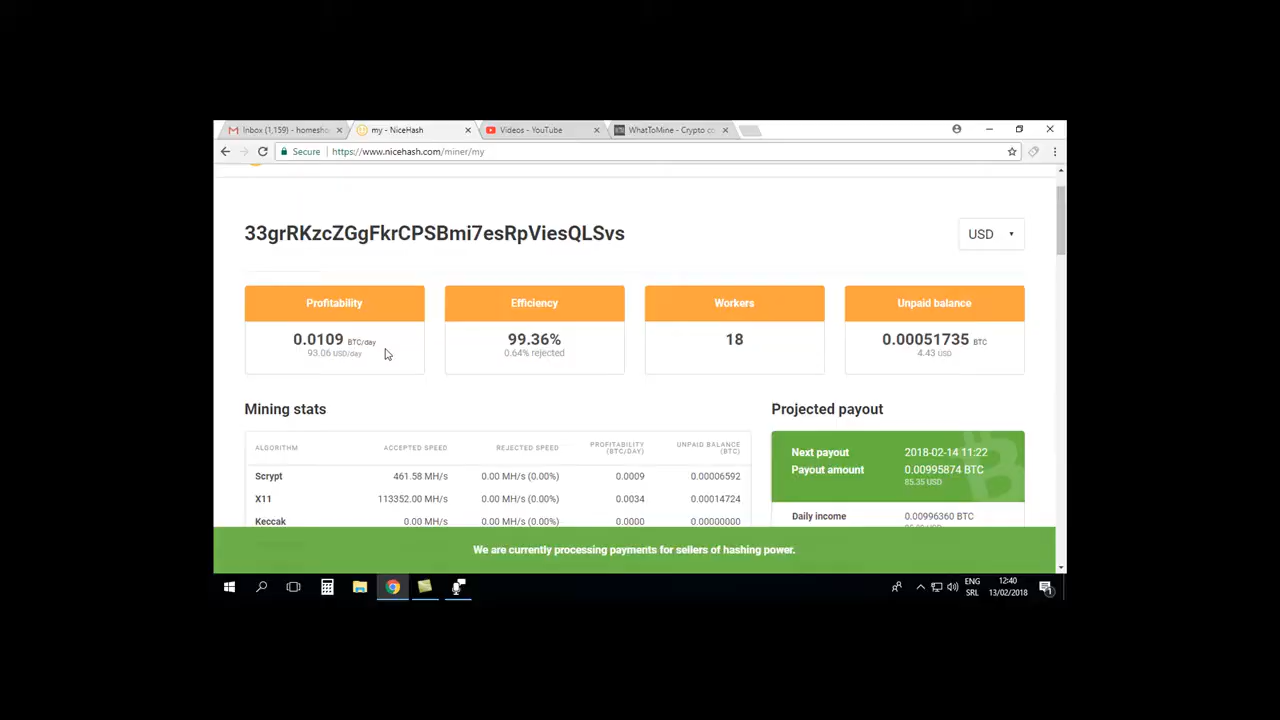 Inbox (1,159) - homesho
my - NiceHash
Videos - YouTube
WhatToMine - Crypto co
Secure
https://www.nicehash.com/miner/my
33grRKzcZGgFkrCPSBmi7esRpViesQLSvs
USD
Profitability
Efficiency
Workers
Unpaid balance
0.0109 BTC/day
99.36%
18
0.00051735 BTC
93.06 USD/day
0.64% rejected
4.43 USD
Mining stats
Projected payout
ALGORITHM ACCEPTED SPEED REJECTED SPEED PROFITABILITY (BTC/DAY) UNPAID BALANCE (BTC)
Scrypt 461.58 MH/s 0.00 MH/s (0.00%) 0.0009 0.00006592
X11 113352.00 MH/s 0.00 MH/s (0.00%) 0.0034 0.00014724
Keccak 0.00 MH/s 0.00 MH/s (0.00%) 0.0000 0.00000000
Next payout 2018-02-14 11:22
Payout amount 0.00995874 BTC
85.35 USD
Daily income 0.00996360 BTC
We are currently processing payments for sellers of hashing power.
ENG
SRL
12:40
13/02/2018